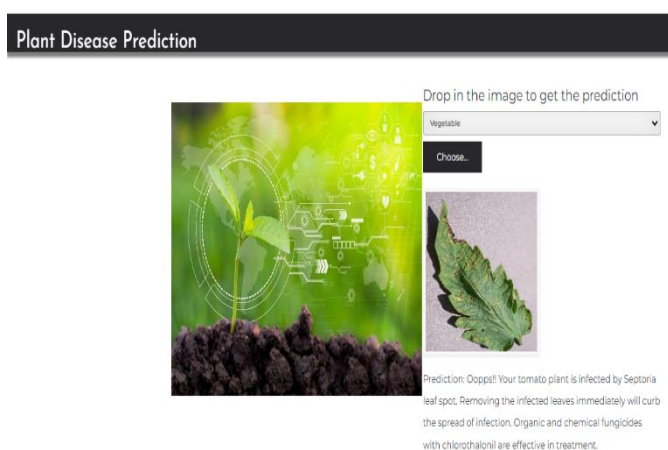 Plant Disease Prediction
Drop in the image to get the prediction
Vegetable
Choose...
Prediction: Oopps!! Your tomato plant is infected by Septoria
leaf spot. Removing the infected leaves immediately will curb
the spread of infection. Organic and chemical fungicides
with chlorothalonil are effective in treatment.